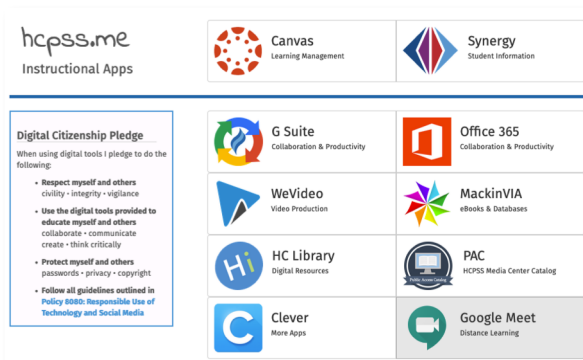 hcpss.me
Instructional Apps
Canvas
Learning Management
Synergy
Student Information
Digital Citizenship Pledge
When using digital tools I pledge to do the
following:
• Respect myself and others
civility • integrity • vigilance
• Use the digital tools provided to
educate myself and others
collaborate • communicate
create • think critically
• Protect myself and others
passwords • privacy • copyright
• Follow all guidelines outlined in
Policy 8080: Responsible Use of
Technology and Social Media
G Suite
Collaboration & Productivity
Office 365
Collaboration & Productivity
WeVideo
Video Production
MackinVIA
eBooks & Databases
Hi
HC Library
Digital Resources
Public Access Catalog
PAC
HCPSS Media Center Catalog
C
Clever
More Apps
Google Meet
Distance Learning